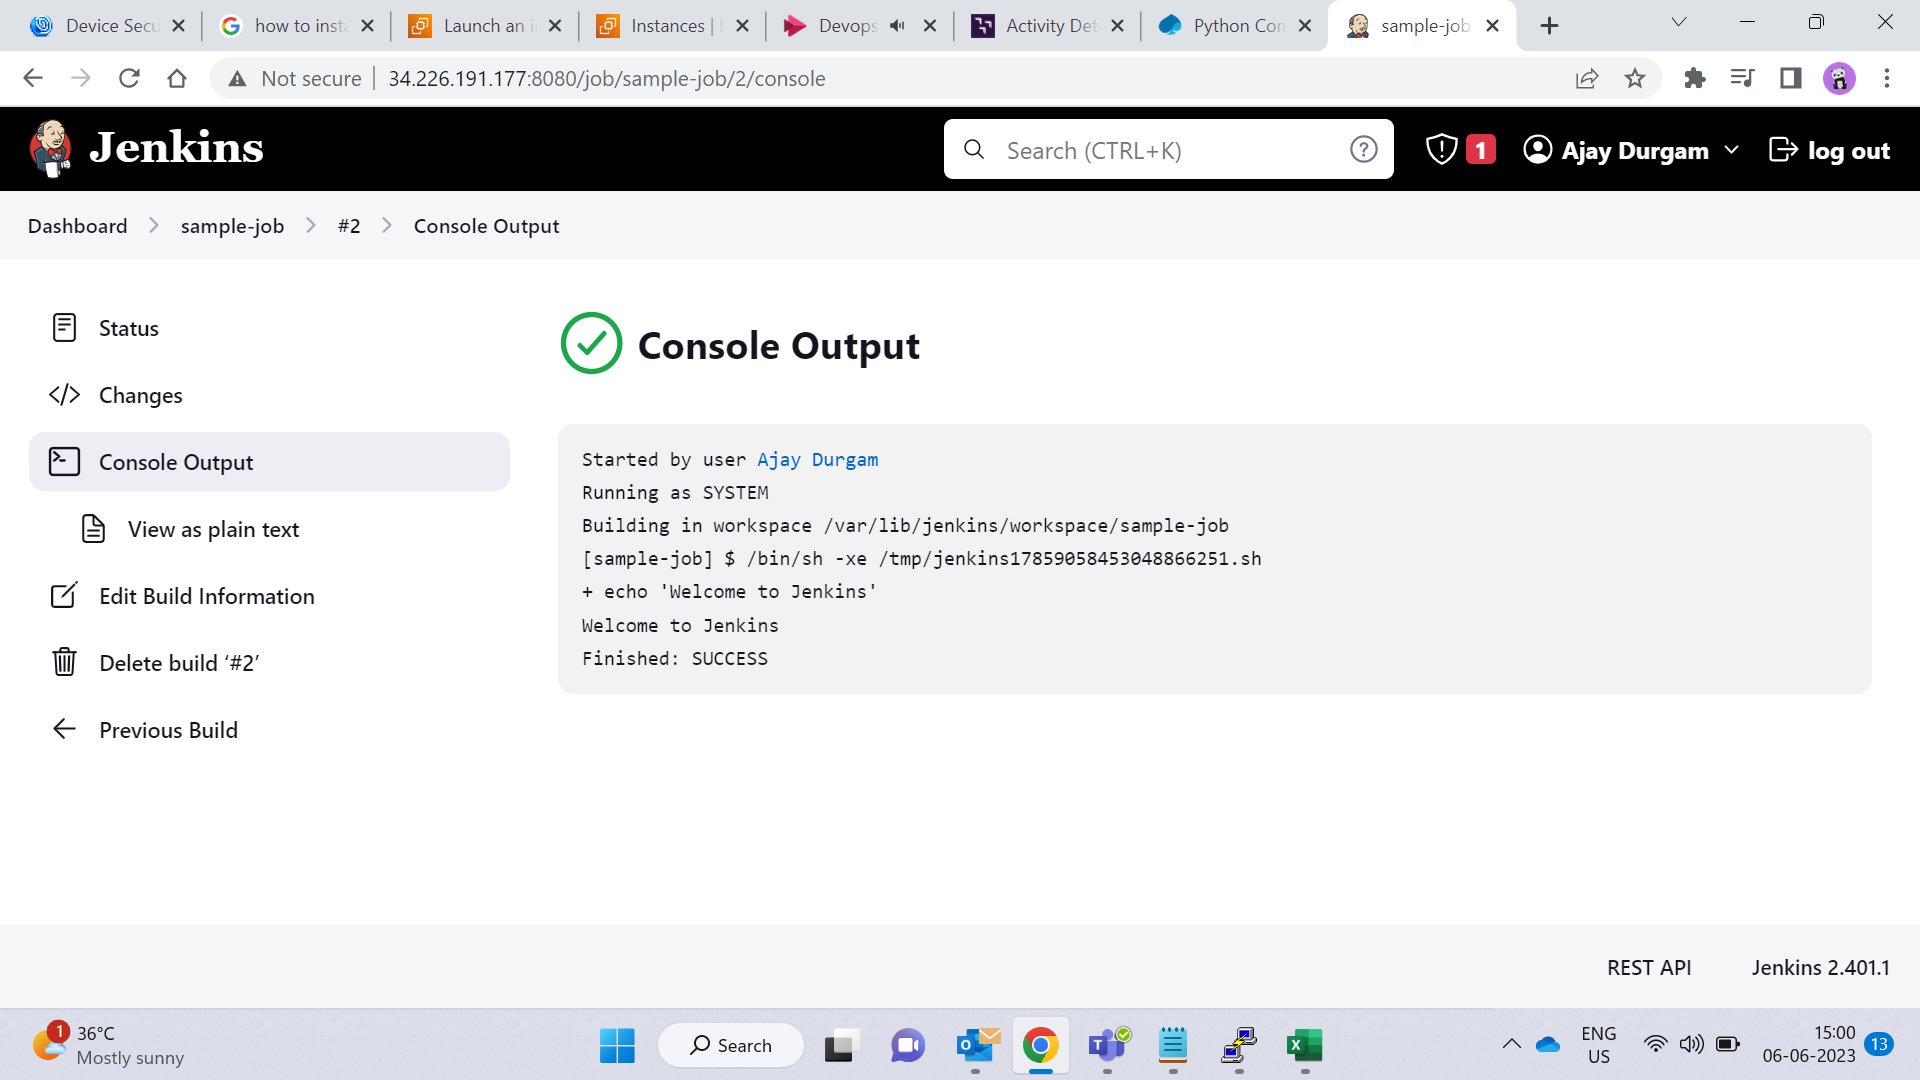 Device Secu
how to insta
Launch an i
Instances |
Devops
Activity Det
Python Con
sample-job
Not secure
34.226.191.177:8080/job/sample-job/2/console
Jenkins
Search (CTRL+K)
1
Ajay Durgam
log out
Dashboard
sample-job
#2
Console Output
Status
Changes
Console Output
View as plain text
Edit Build Information
Delete build ‘#2’
Previous Build
Console Output
Started by user Ajay Durgam
Running as SYSTEM
Building in workspace /var/lib/jenkins/workspace/sample-job
[sample-job] $ /bin/sh -xe /tmp/jenkins17859058453048866251.sh
+ echo 'Welcome to Jenkins'
Welcome to Jenkins
Finished: SUCCESS
REST API
Jenkins 2.401.1
1
36°C
Mostly sunny
Search
ENG
US
15:00
06-06-2023
13